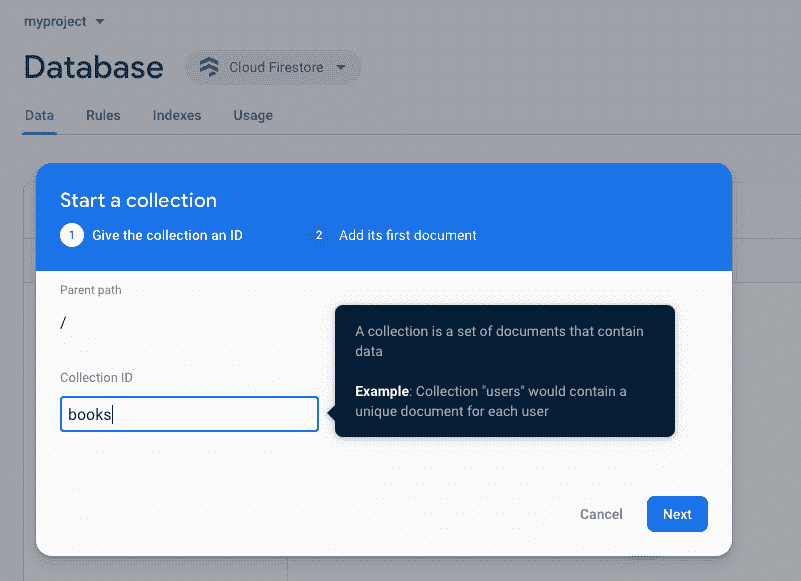 myproject
Database
Cloud Firestore
Data Rules Indexes Usage
Start a collection
1 Give the collection an ID 2 Add its first document
Parent path
/
A collection is a set of documents that contain
data
Example: Collection "users" would contain a
unique document for each user
Collection ID
books
Cancel Next